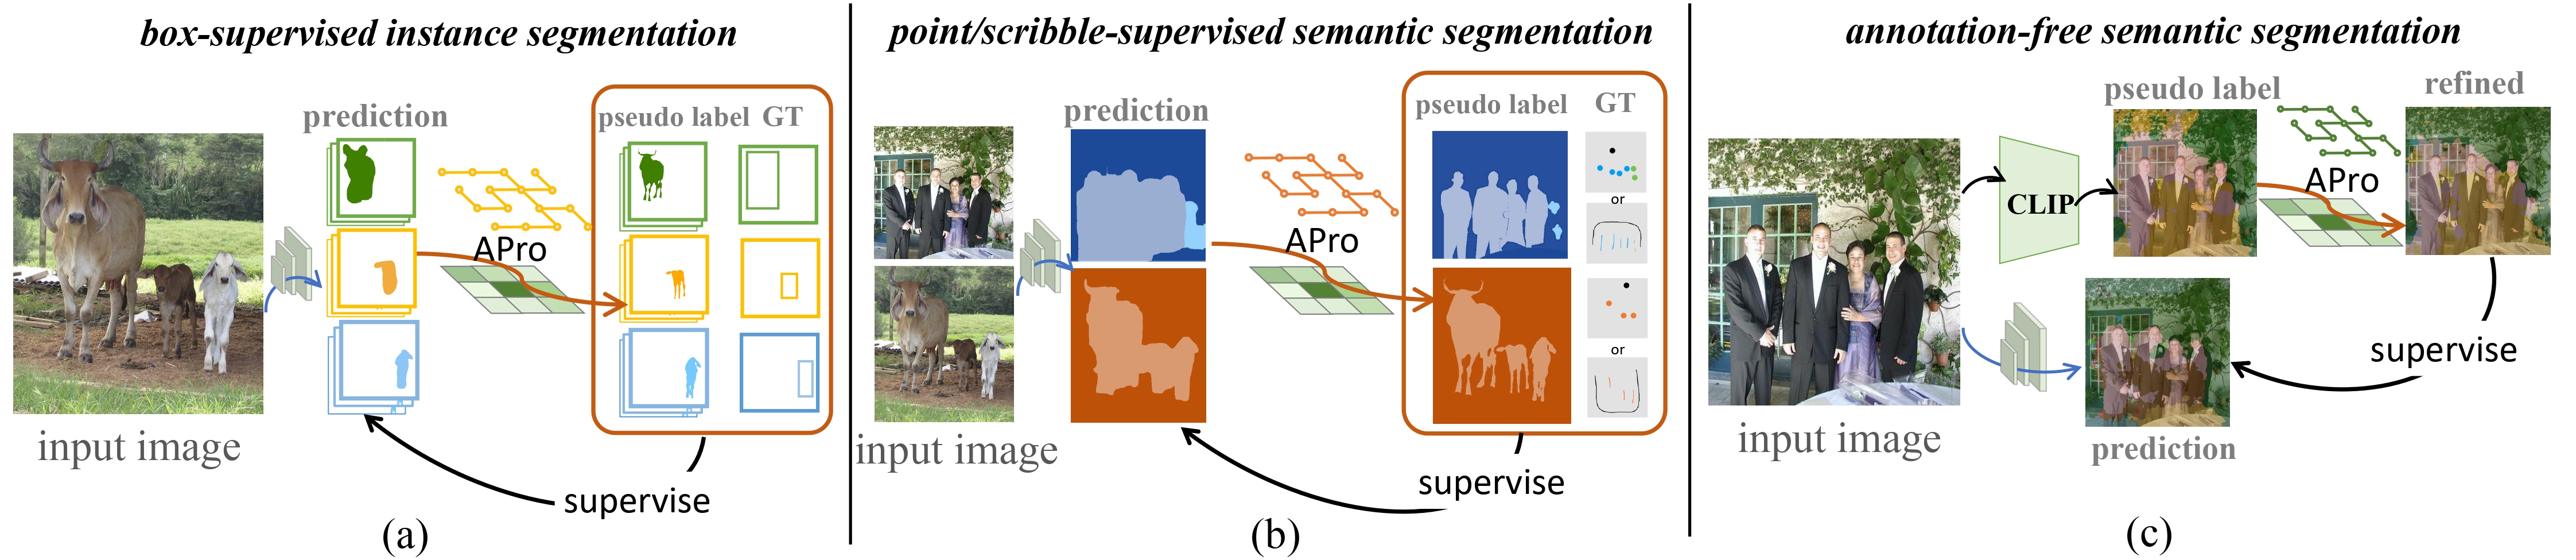 box-supervised instance segmentation
prediction
pseudo label GT
APro
input image
supervise
(a)
point/scribble-supervised semantic segmentation
prediction
pseudo label GT
or
APro
or
input image
supervise
(b)
annotation-free semantic segmentation
pseudo label
refined
CLIP
APro
supervise
input image
prediction
(c)